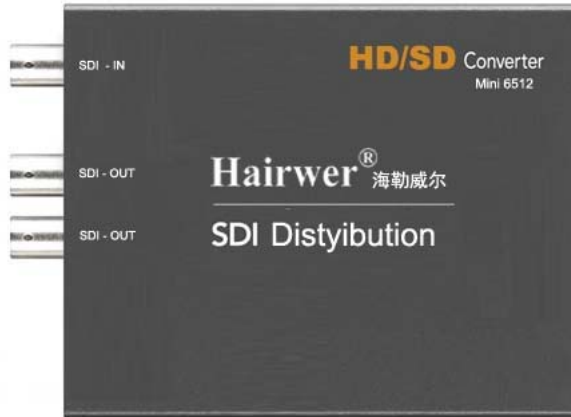 HD/SD Converter
Mini 6512
SDI - IN
SDI - OUT
SDI - OUT
Hairwer® 海勒威尔
SDI Distyibution